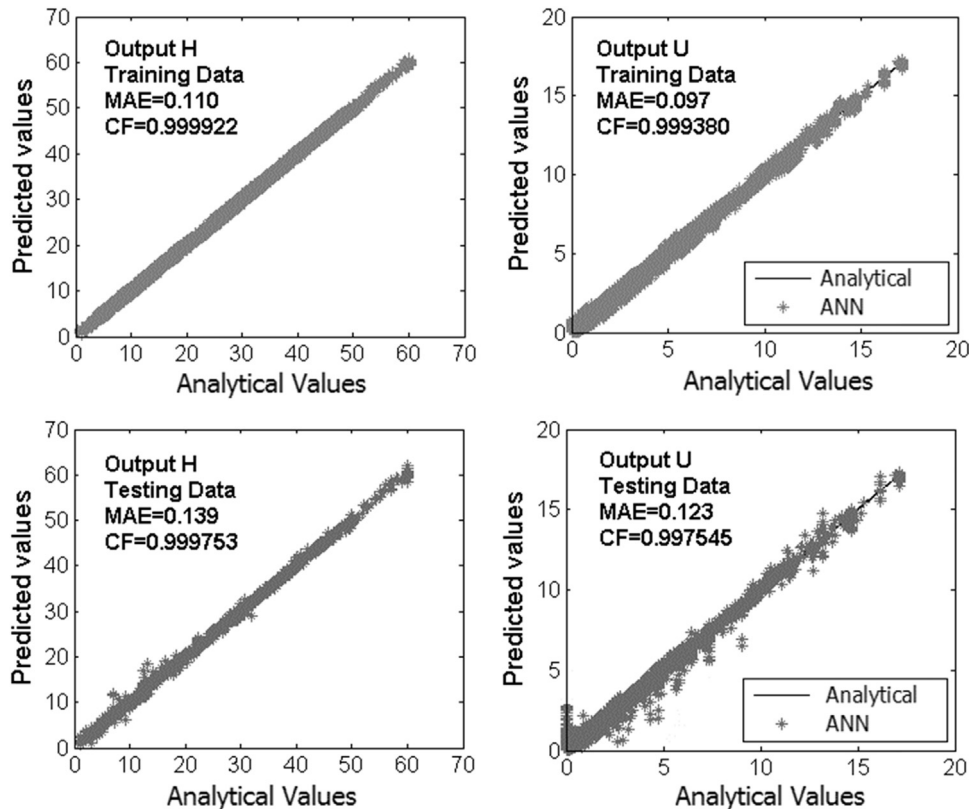 70
60
50
40
30
20
10
0
Predicted values
Output H
Training Data
MAE=0.110
CF=0.999922
0 10 20 30 40 50 60 70
Analytical Values
20
15
10
5
0
Predicted values
Output U
Training Data
MAE=0.097
CF=0.999380
Analytical
ANN
0 5 10 15 20
Analytical Values
70
60
50
40
30
20
10
0
Predicted values
Output H
Testing Data
MAE=0.139
CF=0.999753
0 10 20 30 40 50 60 70
Analytical Values
20
15
10
5
0
Predicted values
Output U
Testing Data
MAE=0.123
CF=0.997545
Analytical
ANN
0 5 10 15 20
Analytical Values